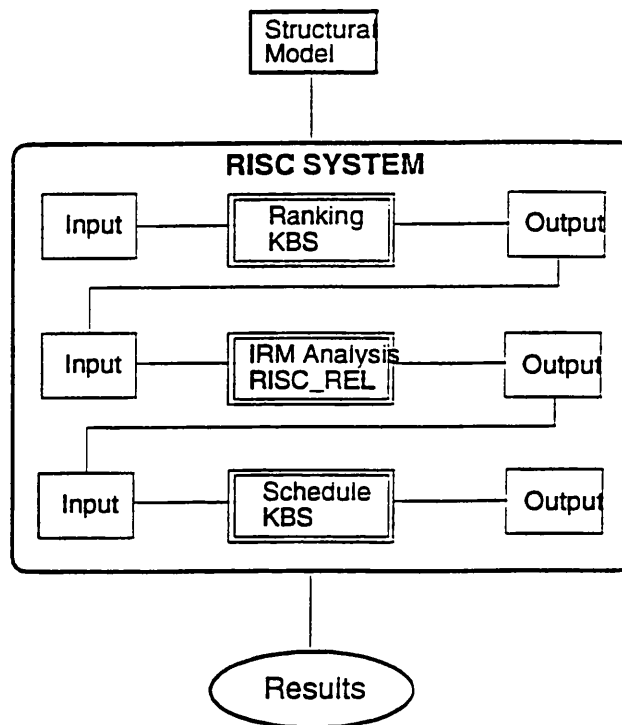 Structural
Model
RISC SYSTEM
Input
Ranking
KBS
Output
Input
IRM Analysis
RISC_REL
Output
Input
Schedule
KBS
Output
Results